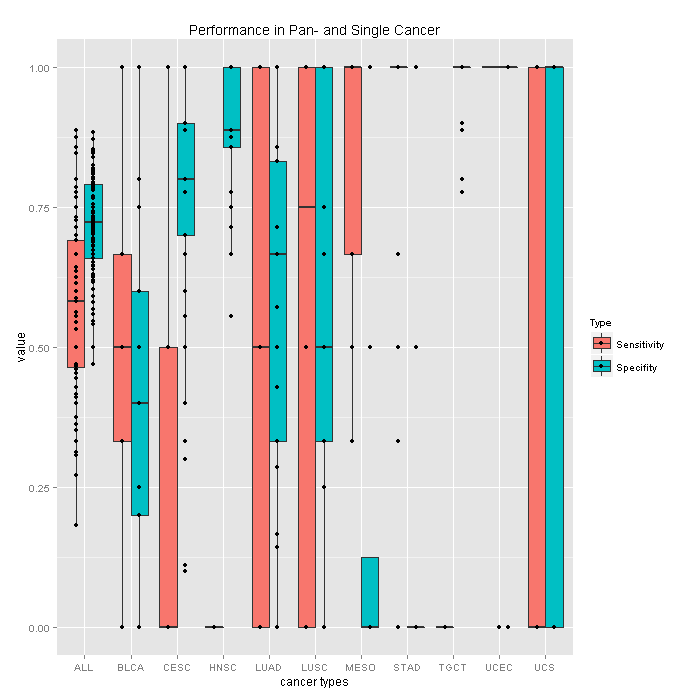 Performance in Pan- and Single Cancer
value
1.00
0.75
0.50
0.25
0.00
ALL BLCA CESC HNSC LUAD LUSC MESO STAD TGCT UCEC UCS
cancer types
Type
Sensitivity
Specifity